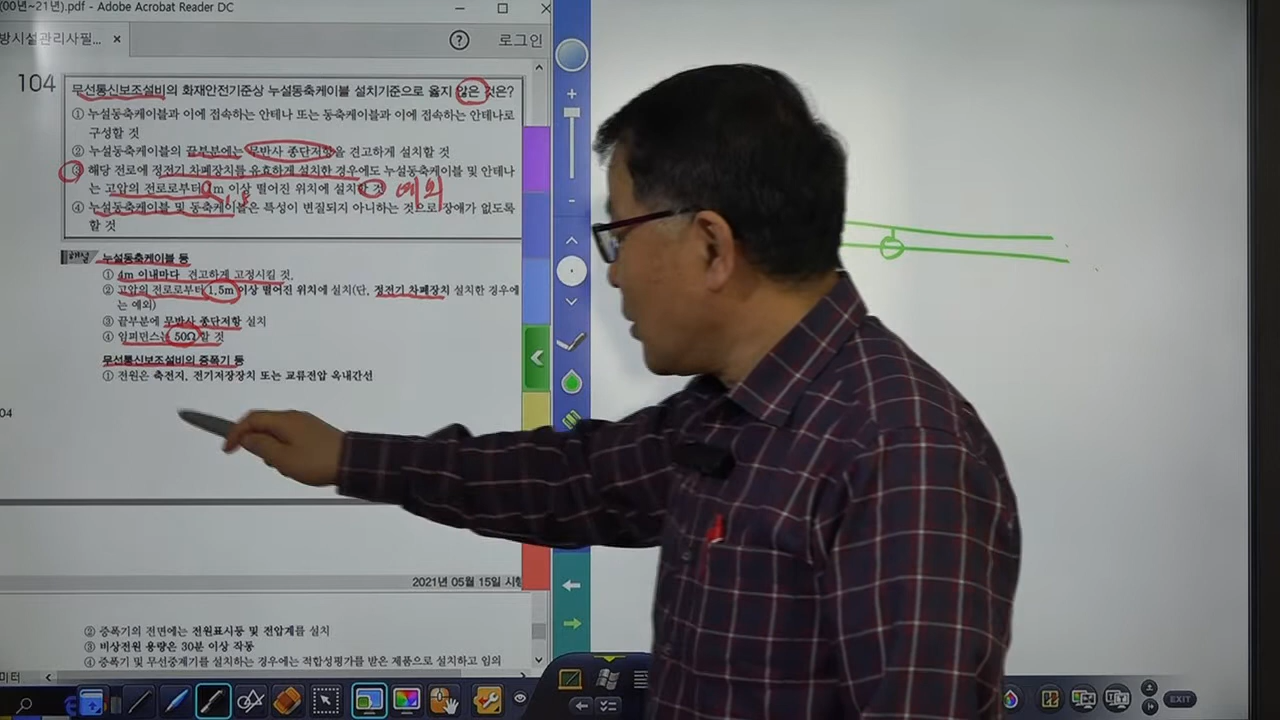 (00년~21년).pdf - Adobe Acrobat Reader DC
방시설관리사필... ×
? 로그인
104
무선통신보조설비의 화재안전기준상 누설동축케이블 설치기준으로 옳지 않은 것은?
① 누설동축케이블과 이에 접속하는 안테나 또는 동축케이블과 이에 접속하는 안테나로
구성할 것
② 누설동축케이블의 끝부분에는 무반사 종단저항을 견고하게 설치할 것
③ 해당 전로에 정전기 차폐장치를 유효하게 설치한 경우에도 누설동축케이블 및 안테나
는 고압의 전로로부터 1m 이상 떨어진 위치에 설치할 것 예외
1.5
④ 누설동축케이블 및 동축케이블은 특성이 변질되지 아니하는 것으로 장애가 없도록
할 것
해설 누설동축케이블 등
① 4m 이내마다 견고하게 고정시킬 것.
② 고압의 전로로부터 1.5m 이상 떨어진 위치에 설치(단, 정전기 차폐장치 설치한 경우에
는 예외)
③ 끝부분에 무반사 종단저항 설치
④ 임피던스는 50Ω 할 것
무선통신보조설비의 중폭기 등
① 전원은 축전지, 전기저장장치 또는 교류전압 옥내간선
04
2021년 05월 15일 시행
② 중폭기의 전면에는 전원표시등 및 전압계를 설치
③ 비상전원 용량은 30분 이상 작동
④ 중폭기 및 무선중계기를 설치하는 경우에는 적합성평가를 받은 제품으로 설치하고 임의
미터
EXIT